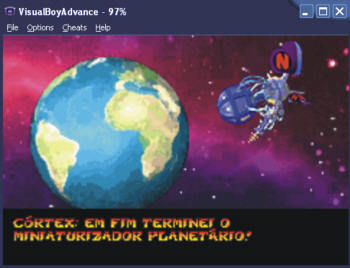 VisualBoyAdvance - 97%
File Options Cheats Help
N
CÓRTEX: EM FIM TERMINEI O
MINIATURIZADOR PLANETÁRIO!